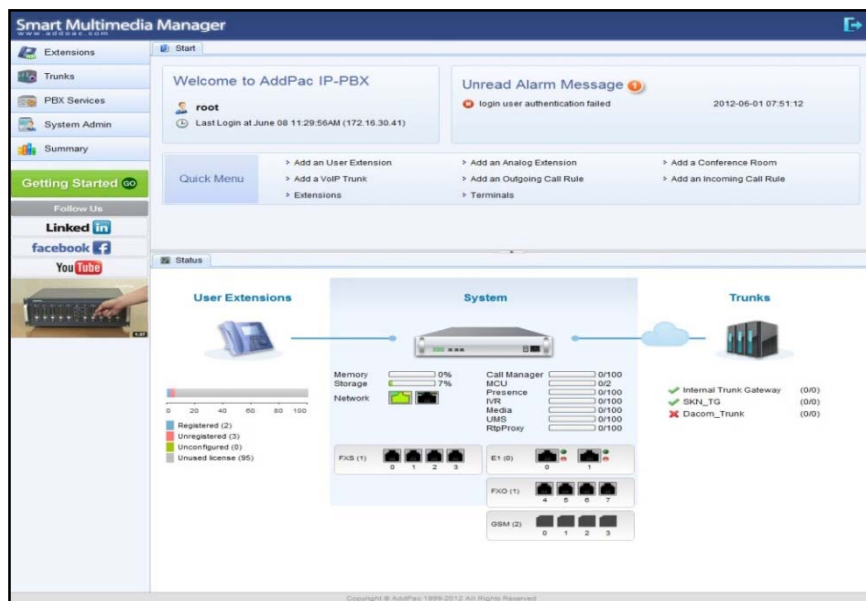 Smart Multimedia Manager
www.addpac.com
Extensions
Trunks
PBX Services
System Admin
Summary
Getting Started GO
Follow Us
Linked in
facebook f
You Tube
1:37
Start
Welcome to AddPac IP-PBX
root
Last Login at June 08 11:29:56AM (172.16.30.41)
Unread Alarm Message 1
login user authentication failed 2012-06-01 07:51:12
Quick Menu
> Add an User Extension
> Add an Analog Extension
> Add a Conference Room
> Add a VoIP Trunk
> Add an Outgoing Call Rule
> Add an Incoming Call Rule
> Extensions
> Terminals
Status
User Extensions
0 20 40 60 80 100
Registered (2)
Unregistered (3)
Unconfigured (0)
Unused license (95)
System
Memory 0%
Storage 7%
Network
Call Manager 0/100
MCU 0/2
Presence 0/100
IVR 0/100
Media 0/100
UMS 0/100
RtpProxy 0/100
FXS (1)
0 1 2 3
E1 (0)
0 1
FXO (1)
4 5 6 7
GSM (2)
0 1 2 3
Trunks
Internal Trunk Gateway (0/0)
SKN_TG (0/0)
Dacom_Trunk (0/0)
Copyright © AddPac 1999-2012 All Rights Reserved